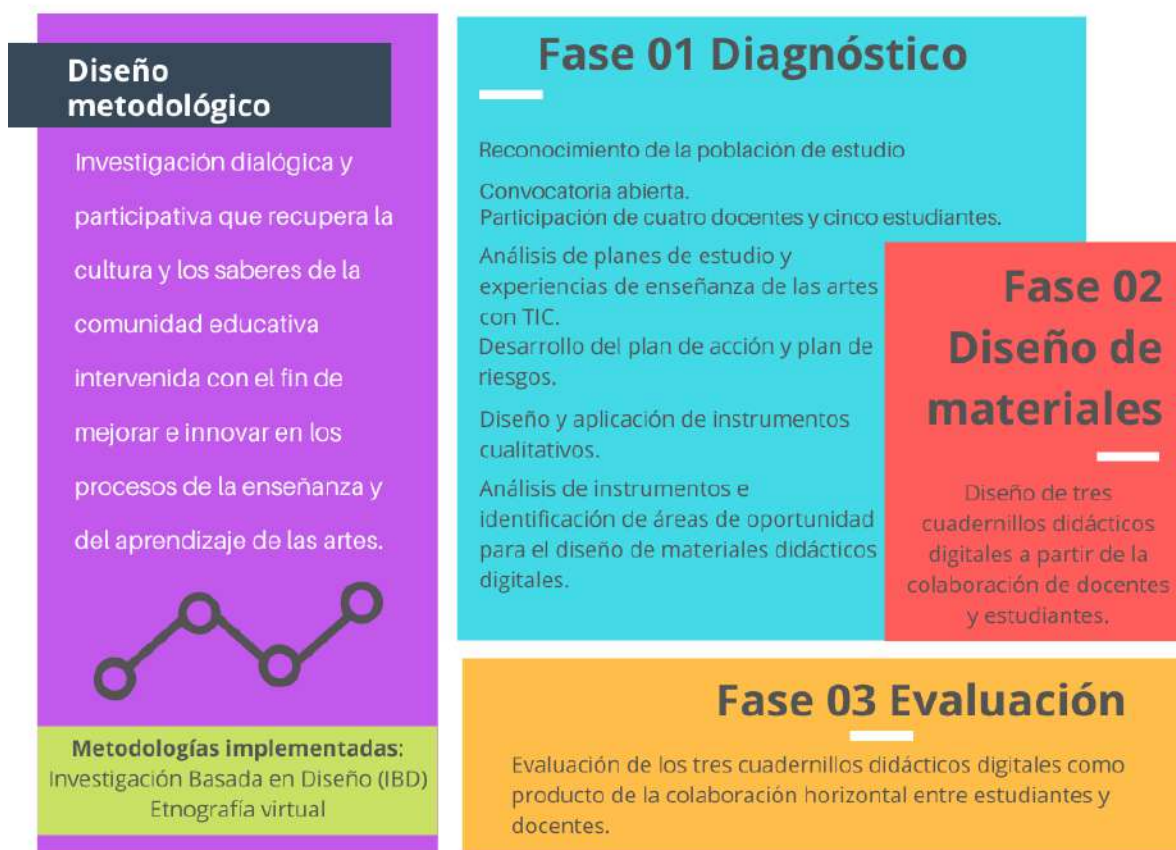 Diseño
metodológico
Investigación dialógica y
participativa que recupera la
cultura y los saberes de la
comunidad educativa
intervenida con el fin de
mejorar e innovar en los
procesos de la enseñanza y
del aprendizaje de las artes.
Metodologías implementadas:
Investigación Basada en Diseño (IBD)
Etnografía virtual
Fase 01 Diagnóstico
Reconocimiento de la población de estudio
Convocatoria abierta.
Participación de cuatro docentes y cinco estudiantes.
Análisis de planes de estudio y
experiencias de enseñanza de las artes
con TIC.
Desarrollo del plan de acción y plan de
riesgos.
Diseño y aplicación de instrumentos
cualitativos.
Análisis de instrumentos e
identificación de áreas de oportunidad
para el diseño de materiales didácticos
digitales.
Fase 02
Diseño de
materiales
Diseño de tres
cuadernillos didácticos
digitales a partir de la
colaboración de docentes
y estudiantes.
Fase 03 Evaluación
Evaluación de los tres cuadernillos didácticos digitales como
producto de la colaboración horizontal entre estudiantes y
docentes.